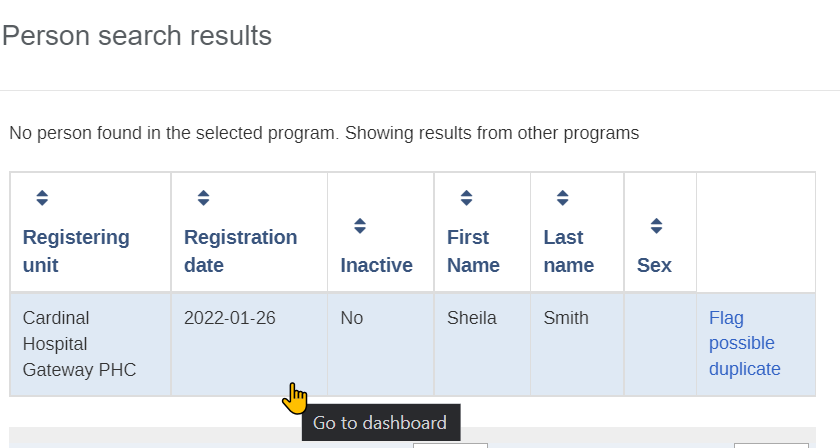 Person search results
No person found in the selected program. Showing results from other programs
Registering unit
Registration date
Inactive
First Name
Last name
Sex
Cardinal Hospital Gateway PHC
2022-01-26
No
Sheila
Smith
Flag possible duplicate
Go to dashboard